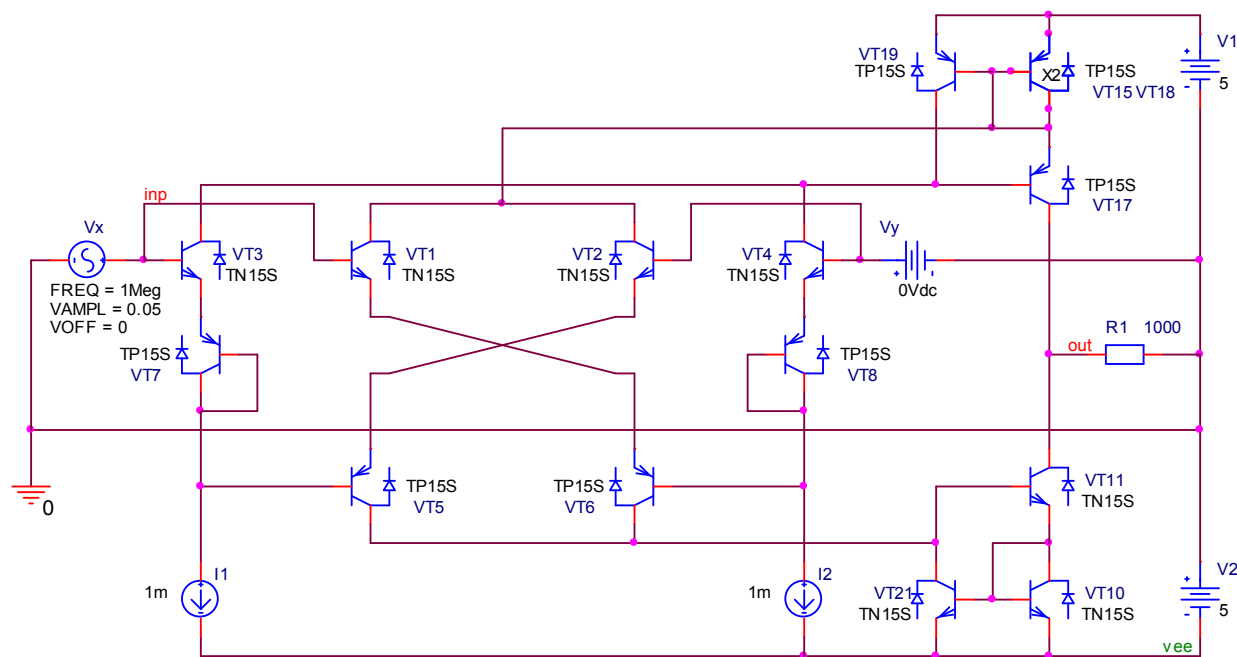 VT19
TP15S
X2
TP15S
VT15 VT18
V1
+
-
5
inp
TP15S
VT17
Vx
FREQ = 1Meg
VAMPL = 0.05
VOFF = 0
VT3
TN15S
VT1
TN15S
VT2
TN15S
VT4
TN15S
Vy
+
-
0Vdc
TP15S
VT7
TP15S
VT8
out
R1 1000
0
TP15S
VT5
TP15S
VT6
VT11
TN15S
I1
+
1m
-
I2
+
1m
-
VT21
TN15S
VT10
TN15S
V2
+
-
5
vee